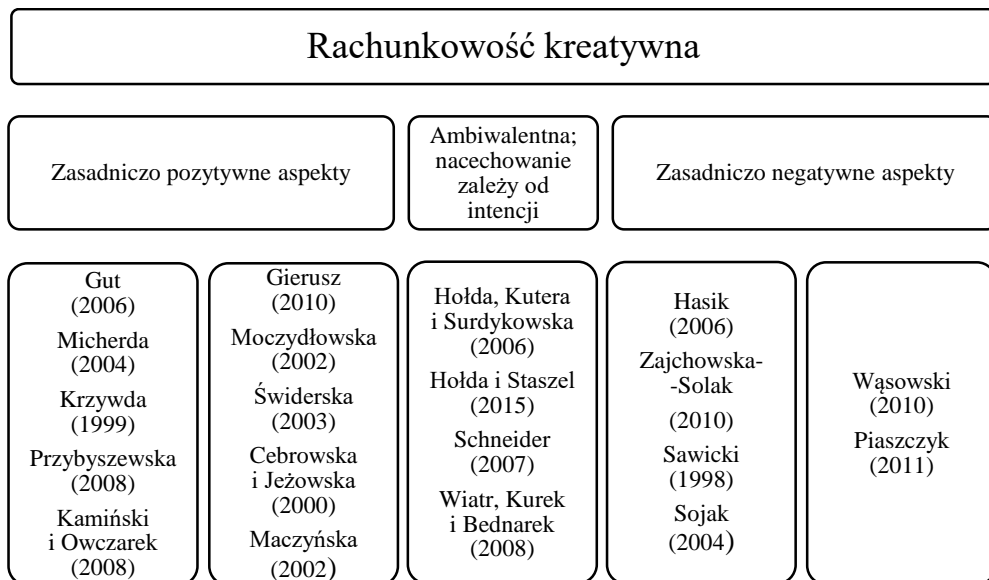 Rachunkowość kreatywna
Zasadniczo pozytywne aspekty
Ambiwalentna;
nacechowanie
zależy od
intencji
Zasadniczo negatywne aspekty
Gut
(2006)
Micherda
(2004)
Krzywda
(1999)
Przybyszewska
(2008)
Kamiński
i Owczarek
(2008)
Gierusz
(2010)
Moczydłowska
(2002)
Świderska
(2003)
Cebrowska
i Jeżowska
(2000)
Maczyńska
(2002)
Hołda, Kutera
i Surdykowska
(2006)
Hołda i Staszel
(2015)
Schneider
(2007)
Wiatr, Kurek
i Bednarek
(2008)
Hasik
(2006)
Zajchowska-
-Solak
(2010)
Sawicki
(1998)
Sojak
(2004)
Wąsowski
(2010)
Piaszczyk
(2011)